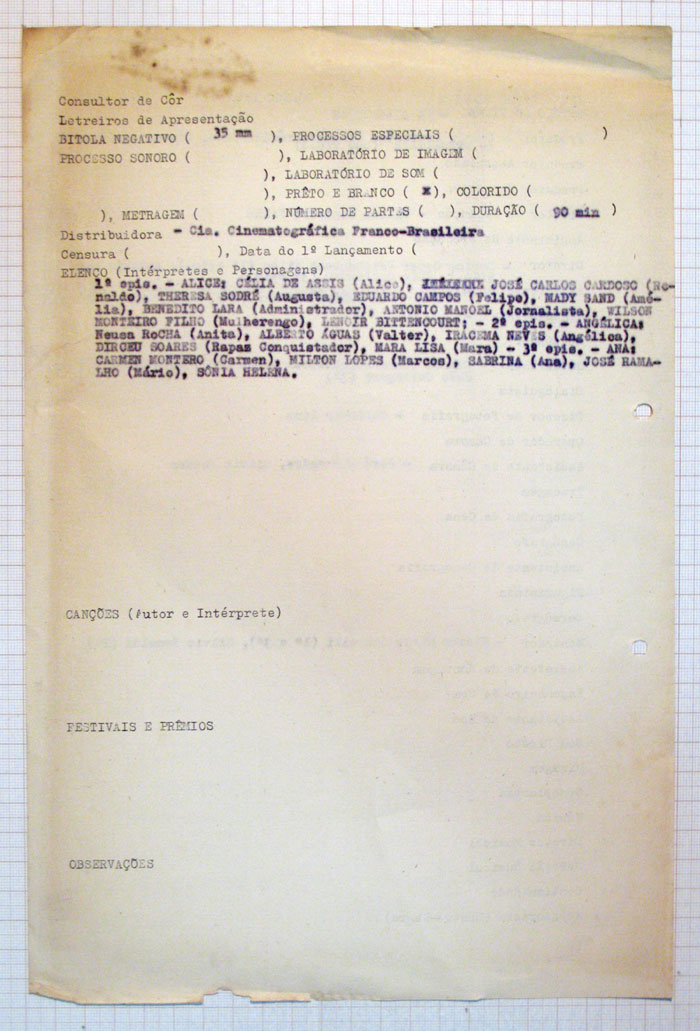 Consultor de Côr
Letreiros de Apresentação
BITOLA NEGATIVO ( 35 mm ), PROCESSOS ESPECIAIS ( )
PROCESSO SONORO ( ), LABORATÓRIO DE IMAGEM (
), LABORATÓRIO DE SOM (
), PRÊTO E BRANCO ( x), COLORIDO (
), METRAGEM ( ), NÚMERO DE PARTES ( ), DURAÇÃO ( 90 min )
Distribuidora - Cia. Cinematográfica Franco-Brasileira
Censura ( ), Data do 1º Lançamento (
ELENCO (Intérpretes e Personagens)
1º epis. - ALICE: CÉLIA DE ASSIS (Alice), JOSÉ CARLOS CARDOSO (Ro-
naldo), THERESA SODRÉ (Augusta), EDUARDO CAMPOS (Felipe), MADY SAND (Amé-
lia), BENEDITO LARA (Administrador), ANTONIO MANOEL (Jornalista), WILSON
MONTEIRO FILHO (Mulherengo), LENOIR BITTENCOURT; - 2º epis. - ANGÉLICA:
Neusa RoCHA (Anita), ALBERTO ÁGUAS (Valter), IRACEMA NEVES (Angélica),
DIRCEU SOARES (Rapaz Conquistador), MARA LISA (Mara) - 3º epis. - ANA:
CARMEN MONTERO (Carmen), MILTON LOPES (Marcos), SABRINA (Ana), JOSÉ RAMA-
LHO (Mário), SÔNIA HELENA.
CANÇÕES (Autor e Intérprete)
FESTIVAIS E PRÊMIOS
OBSERVAÇÕES